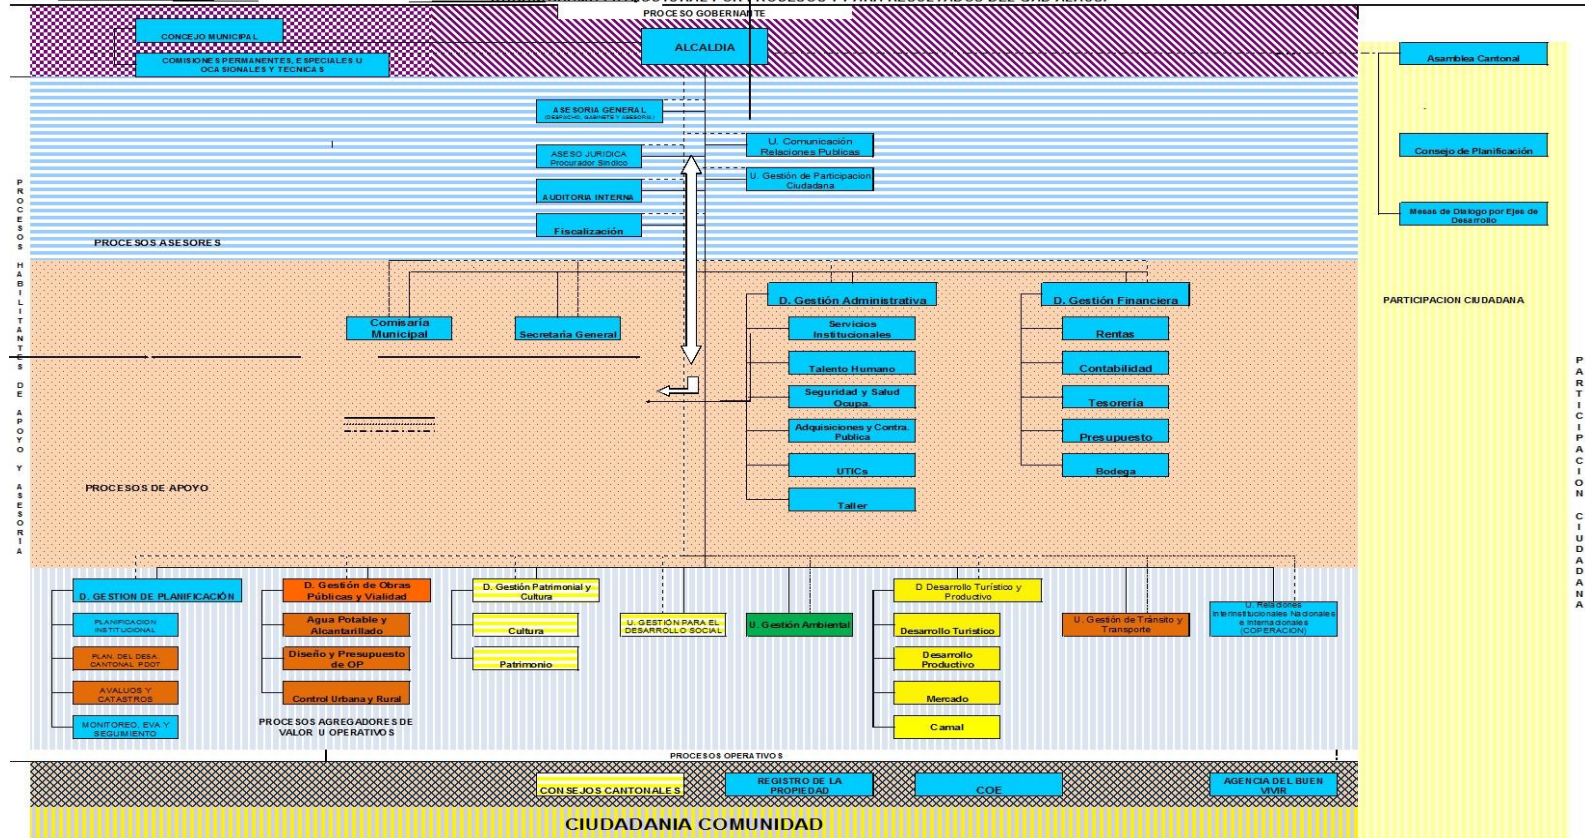 PROCESO GOBERNANTE
CONCEJO MUNICIPAL
ALCALDIA
COMISIONES PERMANENTES, ESPECIALES U
OCASIONALES Y TECNICAS
Asamblea Cantonal
ASESORIA GENERAL
(DESPACHO, GABINETE Y ASESORIA)
U. Comunicación
Relaciones Publicas
ASESO JURIDICA
Procurador Sindico
Consejo de Planificación
U. Gestión de Participacion
Ciudadana
AUDITORIA INTERNA
Mesas de Dialogo por Ejes de
Desarrollo
Fiscalización
PROCESOS ASESORES
PROCESOS HABILITANTES DE APOYO Y ASESORIA
D. Gestión Administrativa
D. Gestión Financiera
PARTICIPACION CIUDADANA
Comisaría
Municipal
Secretaría General
Servicios
Institucionales
Rentas
Talento Humano
Contabilidad
Seguridad y Salud
Ocupa.
Tesorería
Adquisiciones y Contra.
Publica
Presupuesto
UTICs
Bodega
Taller
PROCESOS DE APOYO
PARTICIPACION CIUDADANA
D. GESTION DE PLANIFICACIÓN
PLANIFICACION
INSTITUCIONAL
PLAN. DEL DESA.
CANTONAL PDOT
AVALUOS Y
CATASTROS
MONITOREO, EVA Y
SEGUIMIENTO
D. Gestión de Obras
Públicas y Vialidad
Agua Potable y
Alcantarillado
Diseño y Presupuesto
de OP
Control Urbana y Rural
PROCESOS AGREGADORES DE
VALOR U OPERATIVOS
D. Gestión Patrimonial y
Cultura
Cultura
Patrimonio
U. GESTIÓN PARA EL
DESARROLLO SOCIAL
U. Gestión Ambiental
D Desarrollo Turístico y
Productivo
Desarrollo Turistico
Desarrollo
Productivo
Mercado
Camal
U. Gestión de Tránsito y
Transporte
U. Relaciones
Interinstitucionales Nacionales
e Internacionales
(COPERACION)
PROCESOS OPERATIVOS
CONSEJOS CANTONALES
REGISTRO DE LA
PROPIEDAD
COE
AGENCIA DEL BUEN
VIVIR
CIUDADANIA COMUNIDAD